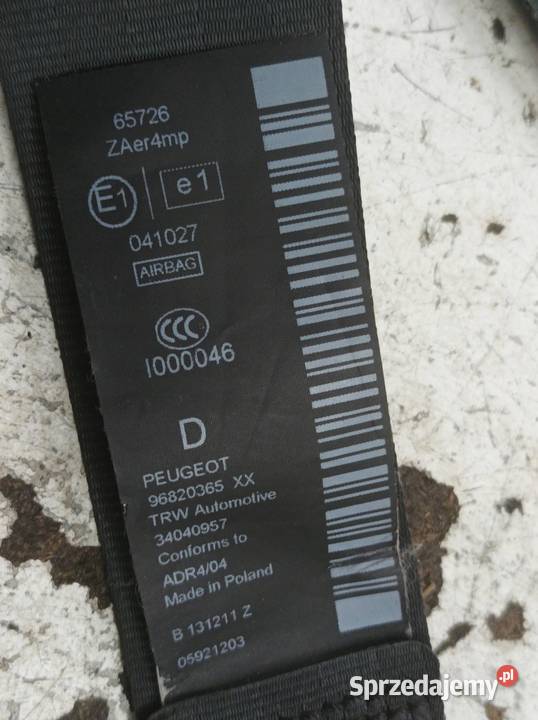 65726
ZAer4mp
E1 e1
041027
AIRBAG
CCC
I000046
D
PEUGEOT
96820365 XX
TRW Automotive
34040957
Conforms to
ADR4/04
Made in Poland
B 131211 Z
05921203
Sprzedajemy.pl